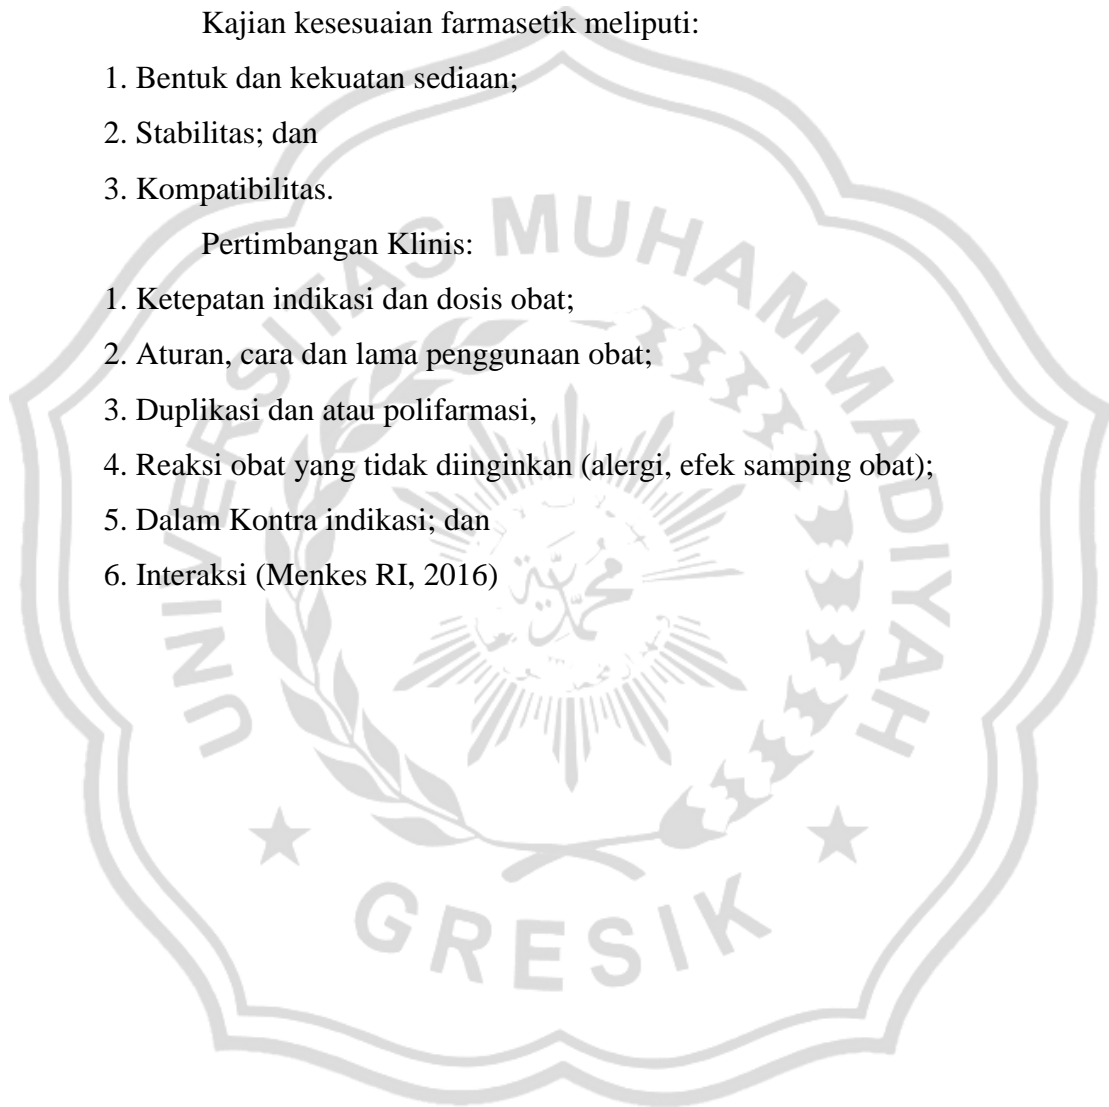 Kajian kesesuaian farmasetik meliputi:
1. Bentuk dan kekuatan sediaan;
2. Stabilitas; dan
3. Kompatibilitas.
Pertimbangan Klinis:
1. Ketepatan indikasi dan dosis obat;
2. Aturan, cara dan lama penggunaan obat;
3. Duplikasi dan atau polifarmasi,
4. Reaksi obat yang tidak diinginkan (alergi, efek samping obat);
5. Dalam Kontra indikasi; dan
6. Interaksi (Menkes RI, 2016)
UNIVERSITAS MUHAMMADIYAH
GRESIK